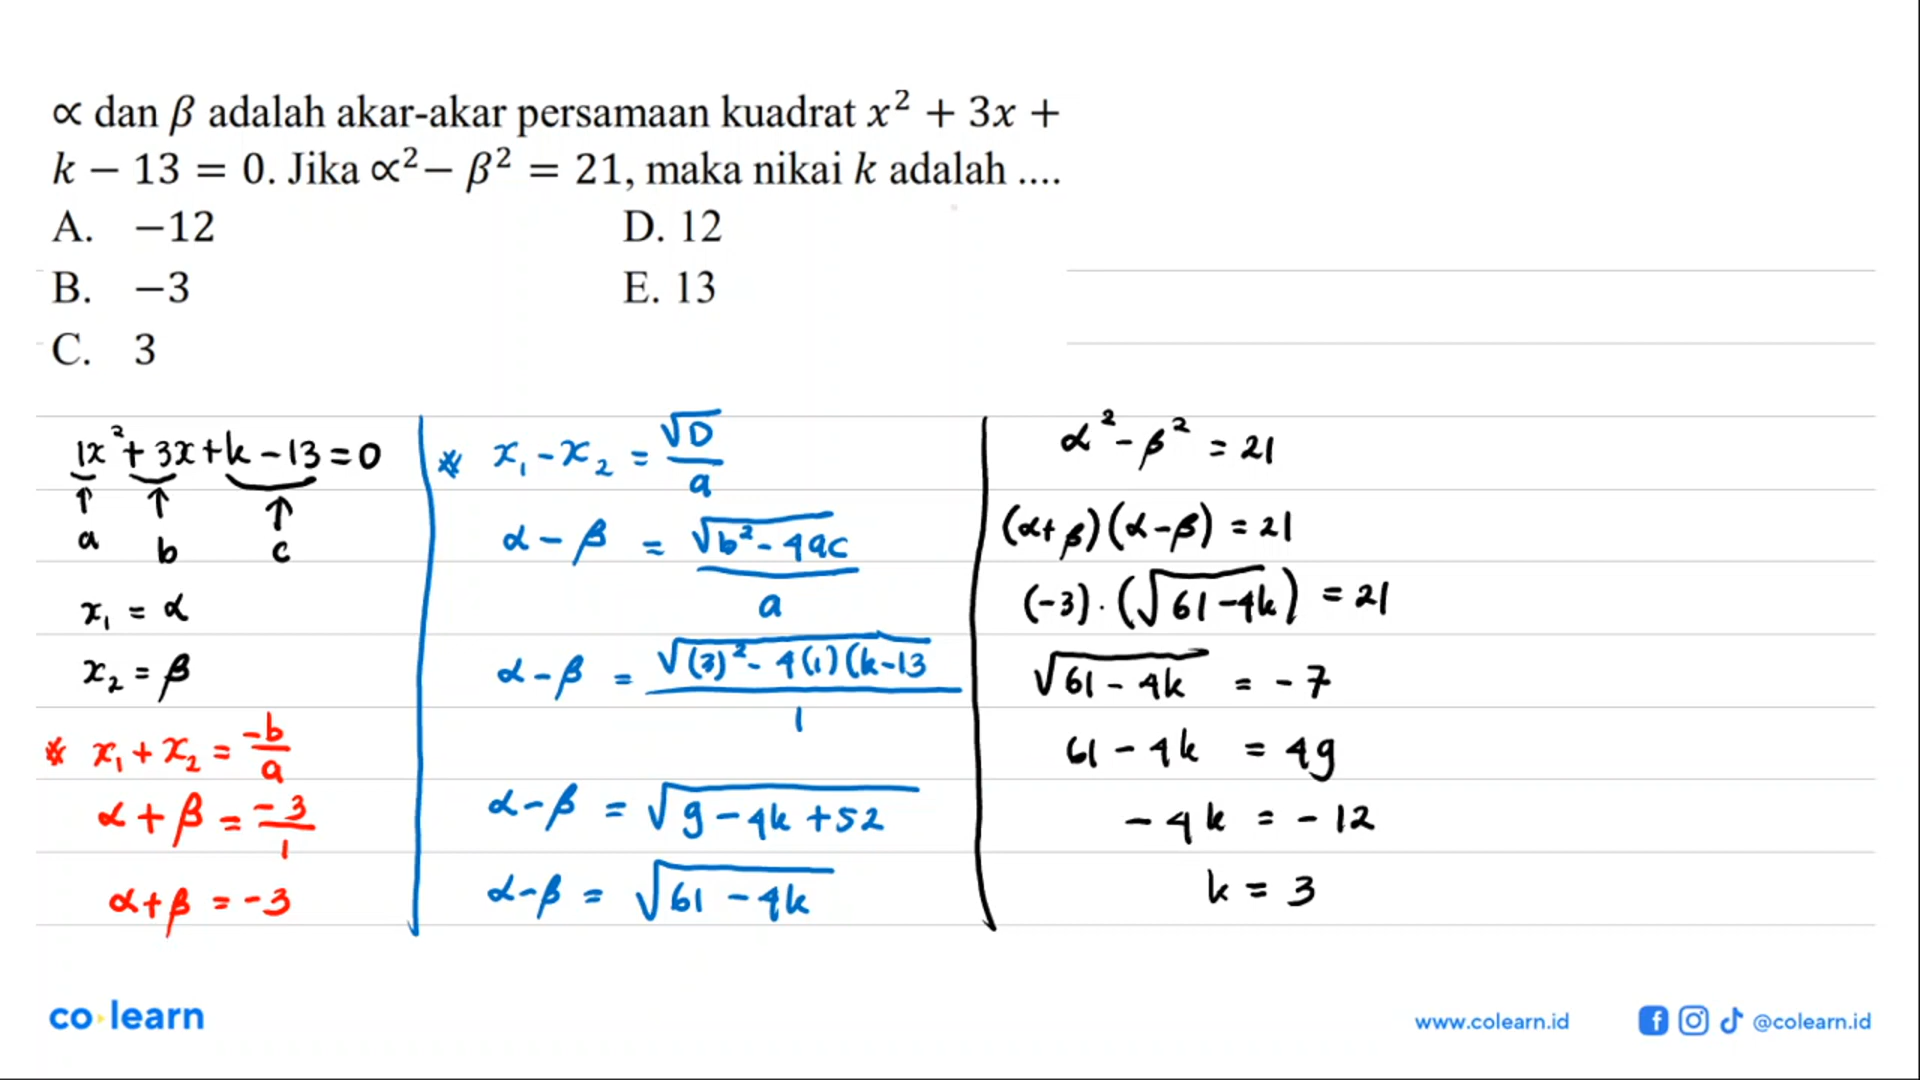 ∝ dan β adalah akar-akar persamaan kuadrat x² + 3x +
k − 13 = 0. Jika ∝² − β² = 21, maka nikai k adalah ....
A. −12
B. −3
C. 3
D. 12
E. 13
1x² + 3x + k − 13 = 0
a b c
x₁ = α
x₂ = β
* x₁ + x₂ = -b/a
α + β = -3/1
α + β = -3
* x₁ − x₂ = √D/a
α − β = √(b² − 4ac)/a
α − β = √((3)² − 4(1)(k−13)/1
α − β = √(9 − 4k + 52)
α − β = √(61 − 4k)
α² − β² = 21
(α + β)(α − β) = 21
(−3) · (√(61 − 4k)) = 21
√(61 − 4k) = −7
61 − 4k = 49
−4k = −12
k = 3
co learn
www.colearn.id
@colearn.id